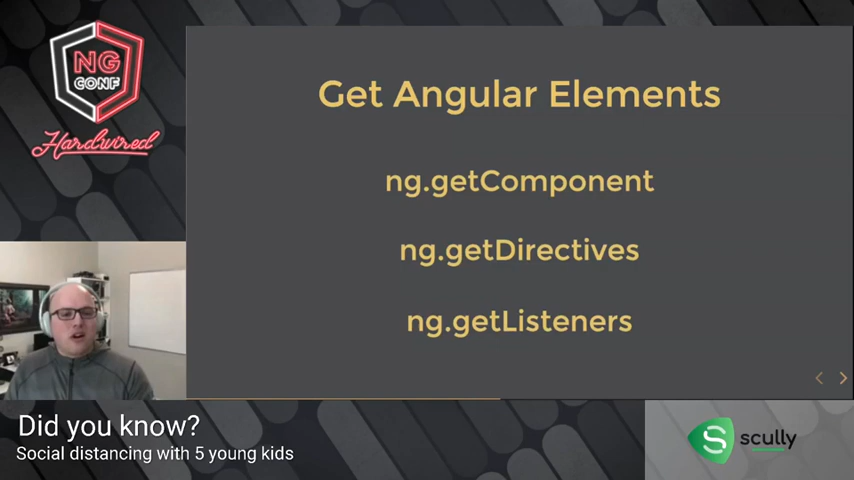 NG
CONF
Hardwired
Get Angular Elements
ng.getComponent
ng.getDirectives
ng.getListeners
Did you know?
Social distancing with 5 young kids
S scully